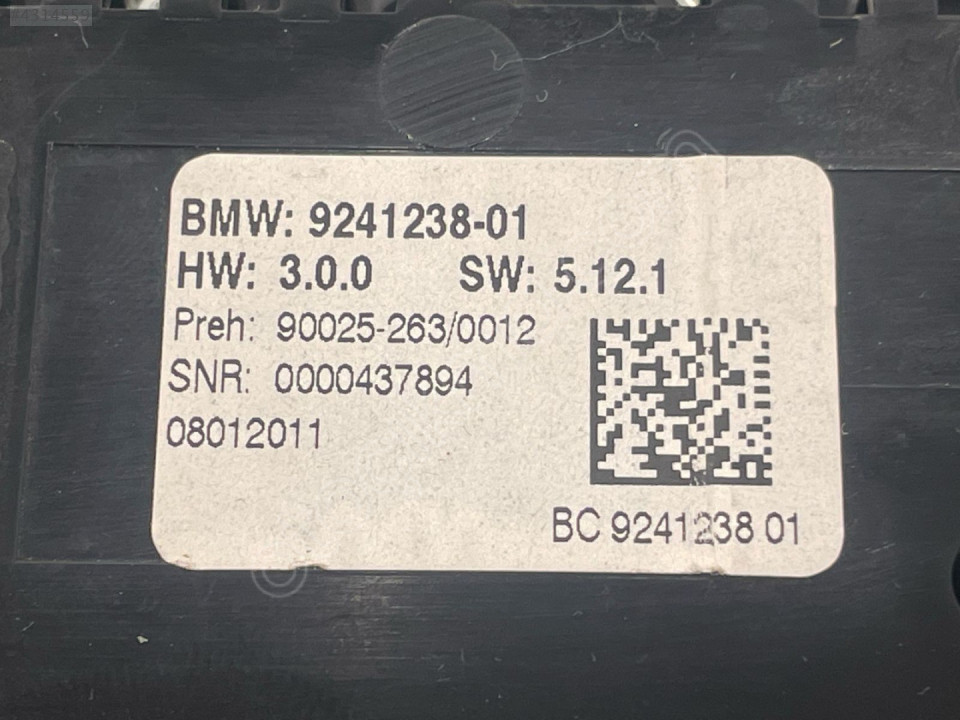 BMW: 9241238-01
HW: 3.0.0 SW: 5.12.1
Preh: 90025-263/0012
SNR: 0000437894
08012011
BC 9241238 01